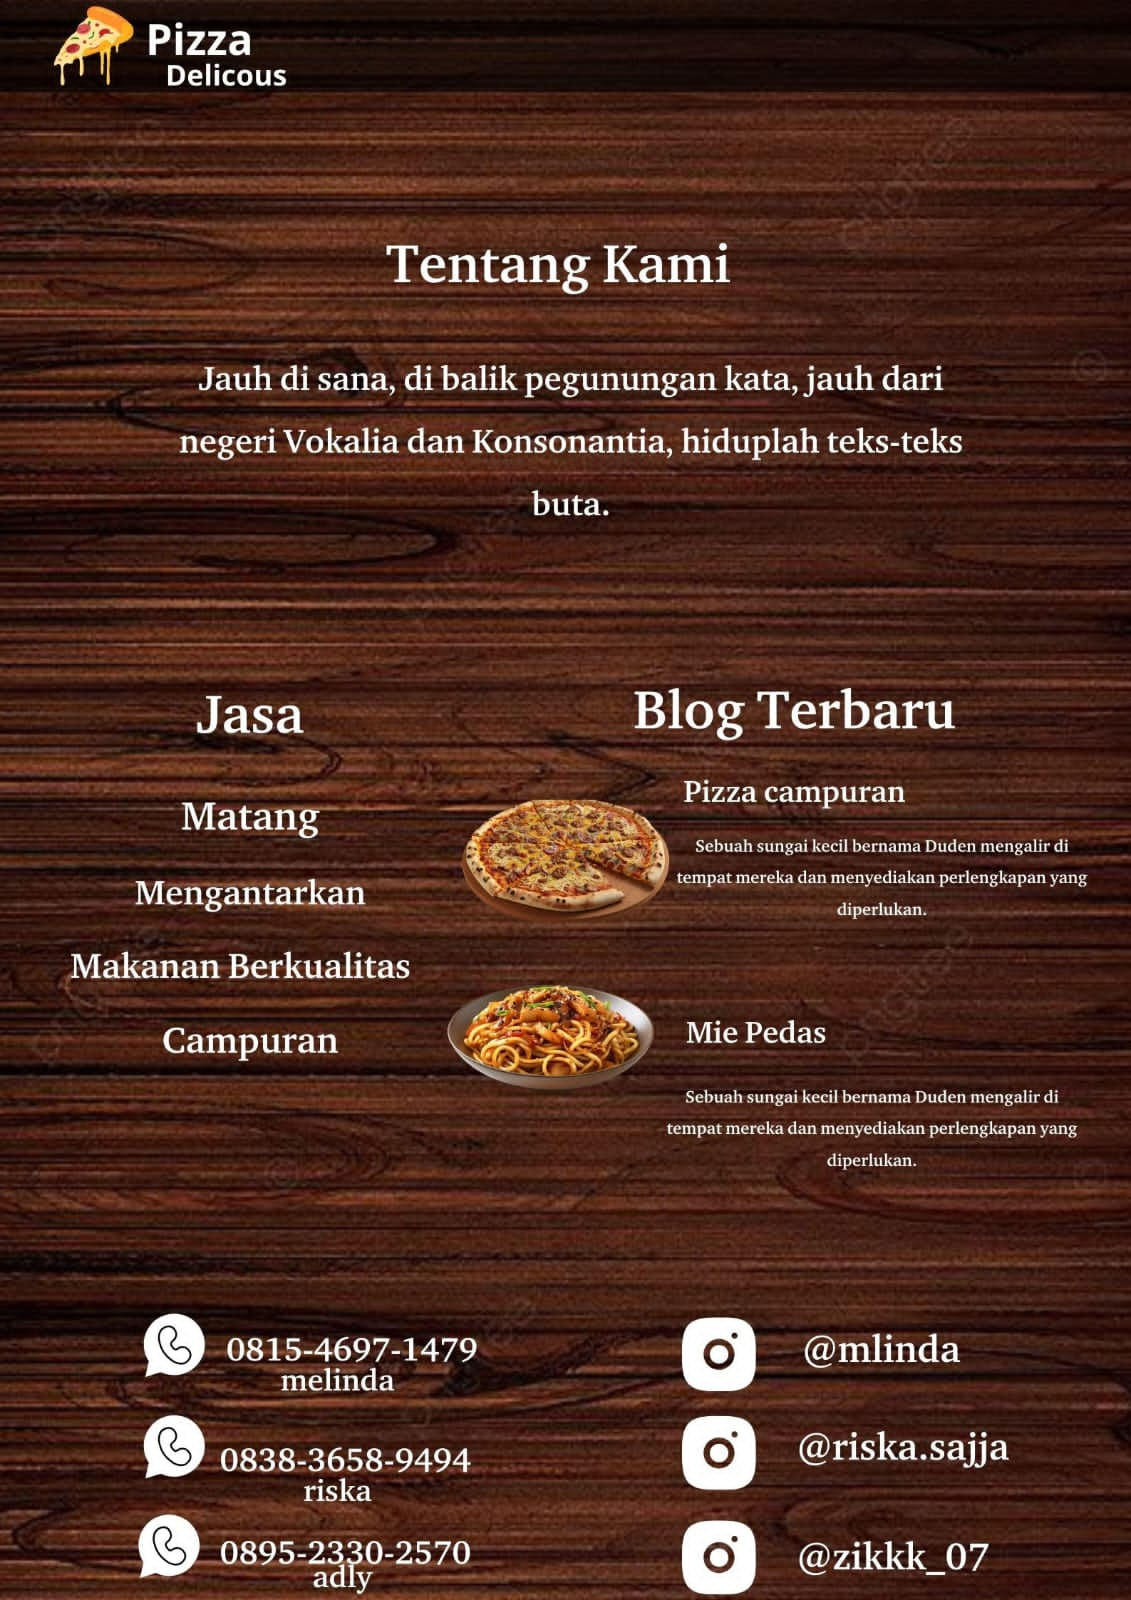 Pizza
Delicous
Tentang Kami
Jauh di sana, di balik pegunungan kata, jauh dari
negeri Vokalia dan Konsonantia, hiduplah teks-teks
buta.
Jasa
Matang
Mengantarkan
Makanan Berkualitas
Campuran
Blog Terbaru
Pizza campuran
Sebuah sungai kecil bernama Duden mengalir di
tempat mereka dan menyediakan perlengkapan yang
diperlukan.
Mie Pedas
Sebuah sungai kecil bernama Duden mengalir di
tempat mereka dan menyediakan perlengkapan yang
diperlukan.
0815-4697-1479
melinda
0838-3658-9494
riska
0895-2330-2570
adly
@mlinda
@riska.sajja
@zikkk_07